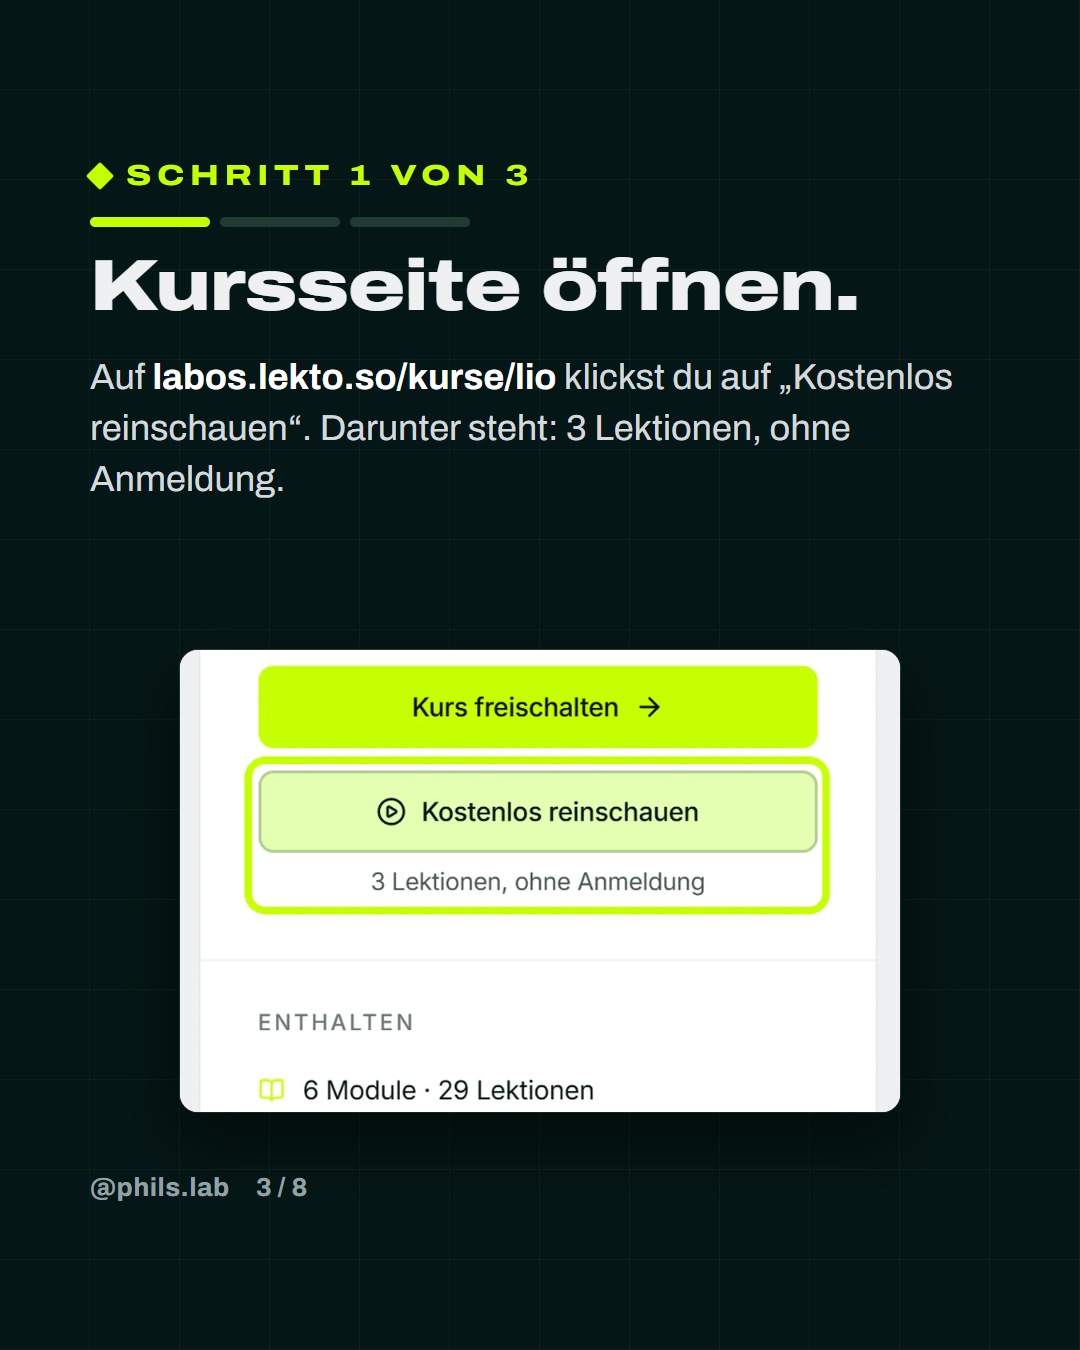 SCHRITT 1 VON 3
Kursseite öffnen.
Auf labos.lekto.so/kurse/lio klickst du auf „Kostenlos
reinschauen“. Darunter steht: 3 Lektionen, ohne
Anmeldung.
Kurs freischalten →
Kostenlos reinschauen
3 Lektionen, ohne Anmeldung
ENTHALTEN
6 Module · 29 Lektionen
@phils.lab 3 / 8